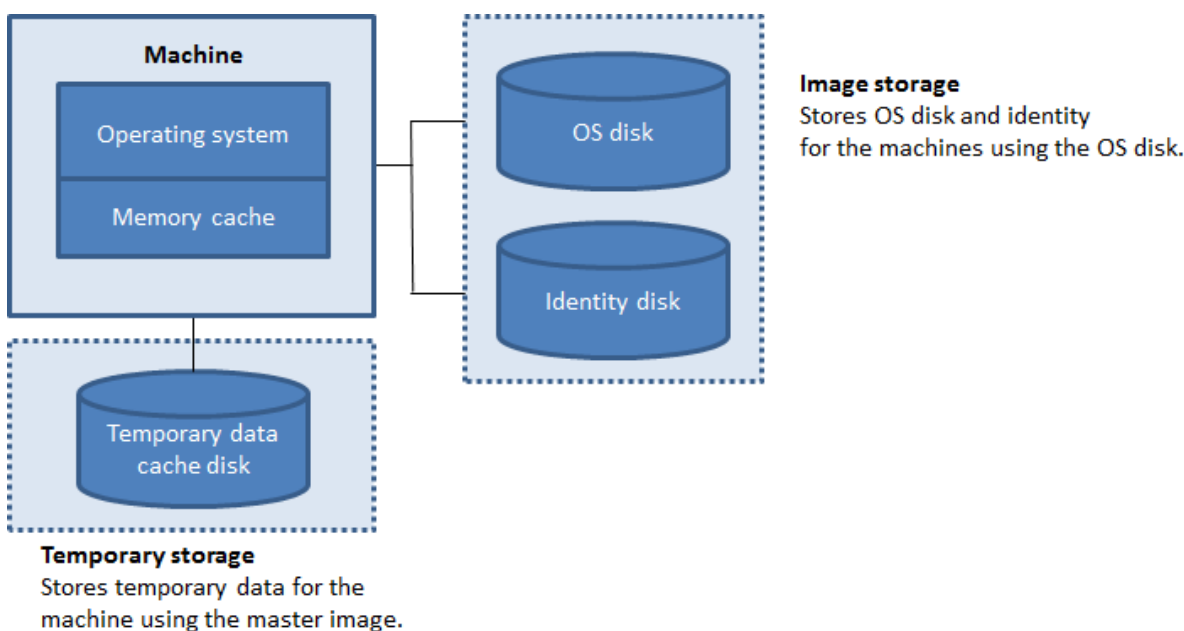 Machine
Operating system
Memory cache
OS disk
Identity disk
Image storage
Stores OS disk and identity
for the machines using the OS disk.
Temporary data
cache disk
Temporary storage
Stores temporary data for the
machine using the master image.